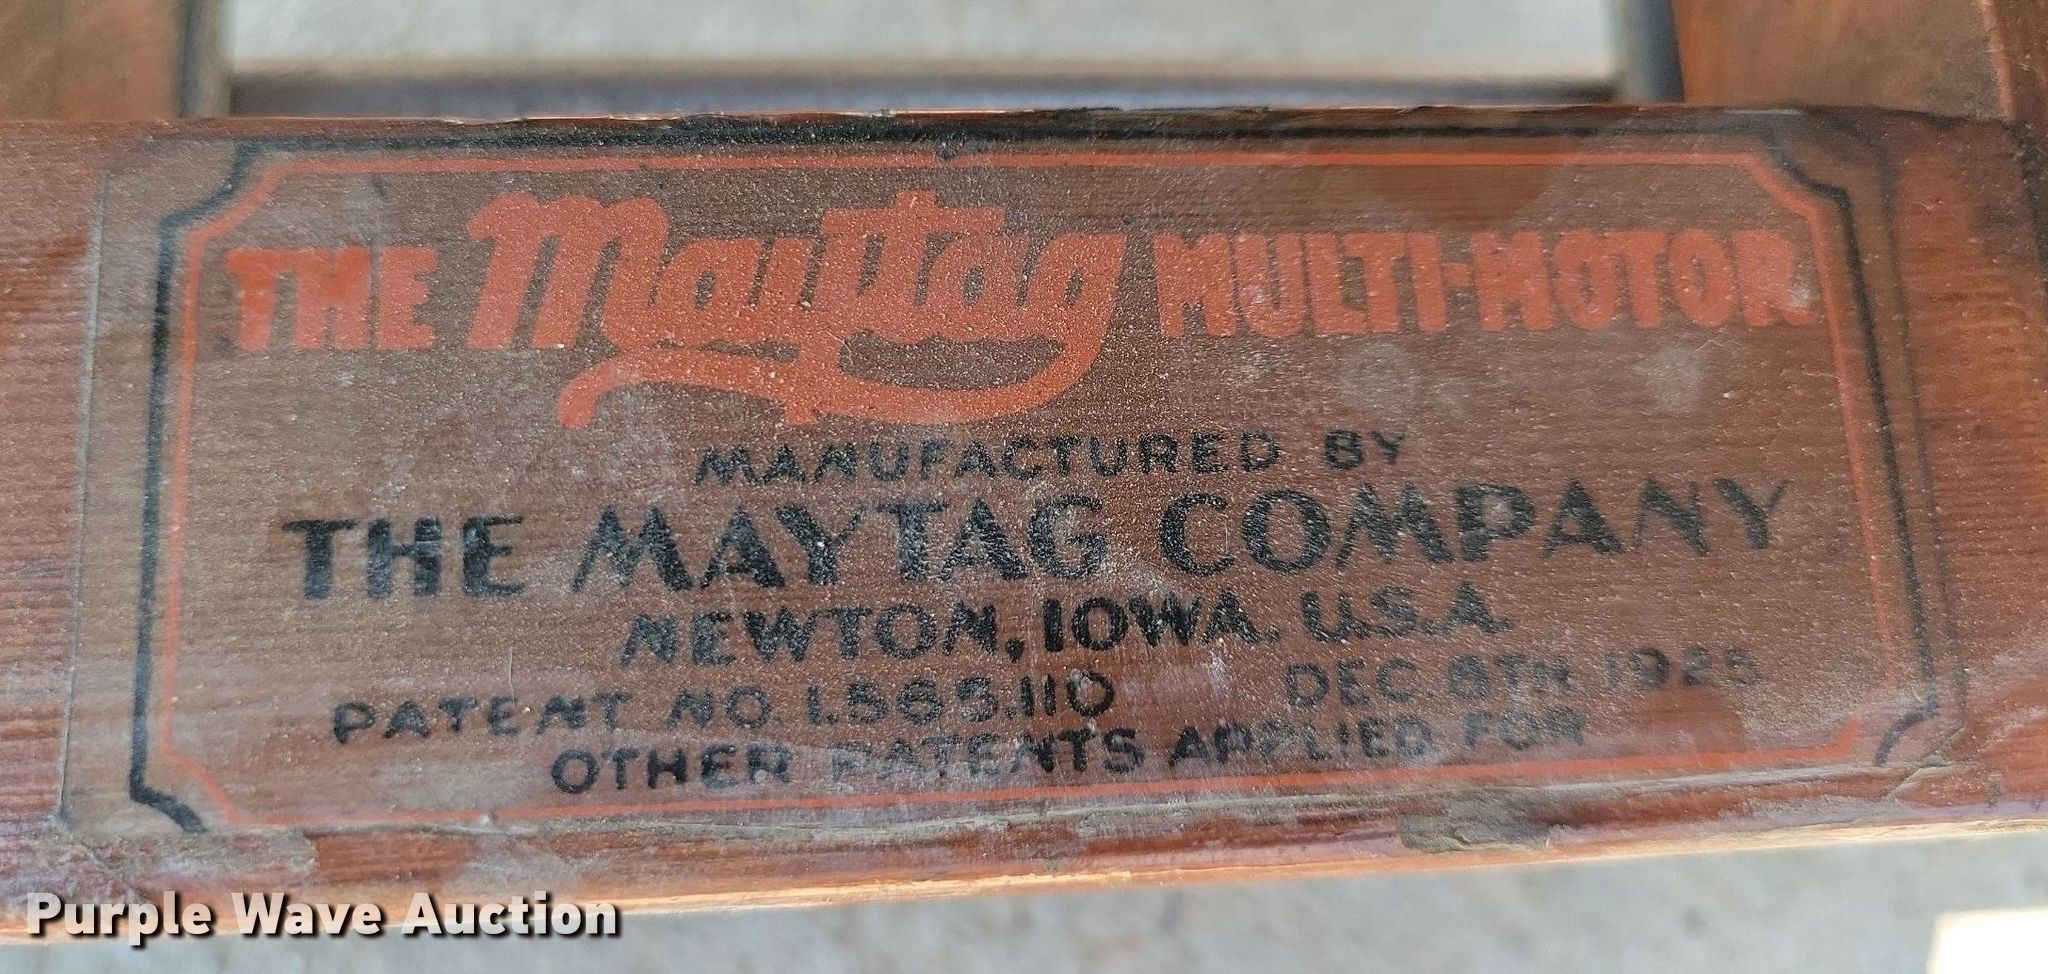 THE Maytag MULTI-MOTOR
MANUFACTURED BY
THE MAYTAG COMPANY
NEWTON, IOWA. U.S.A.
PATENT NO. 1.565.110 DEC. 8TH 1925
OTHER PATENTS APPLIED FOR
Purple Wave Auction